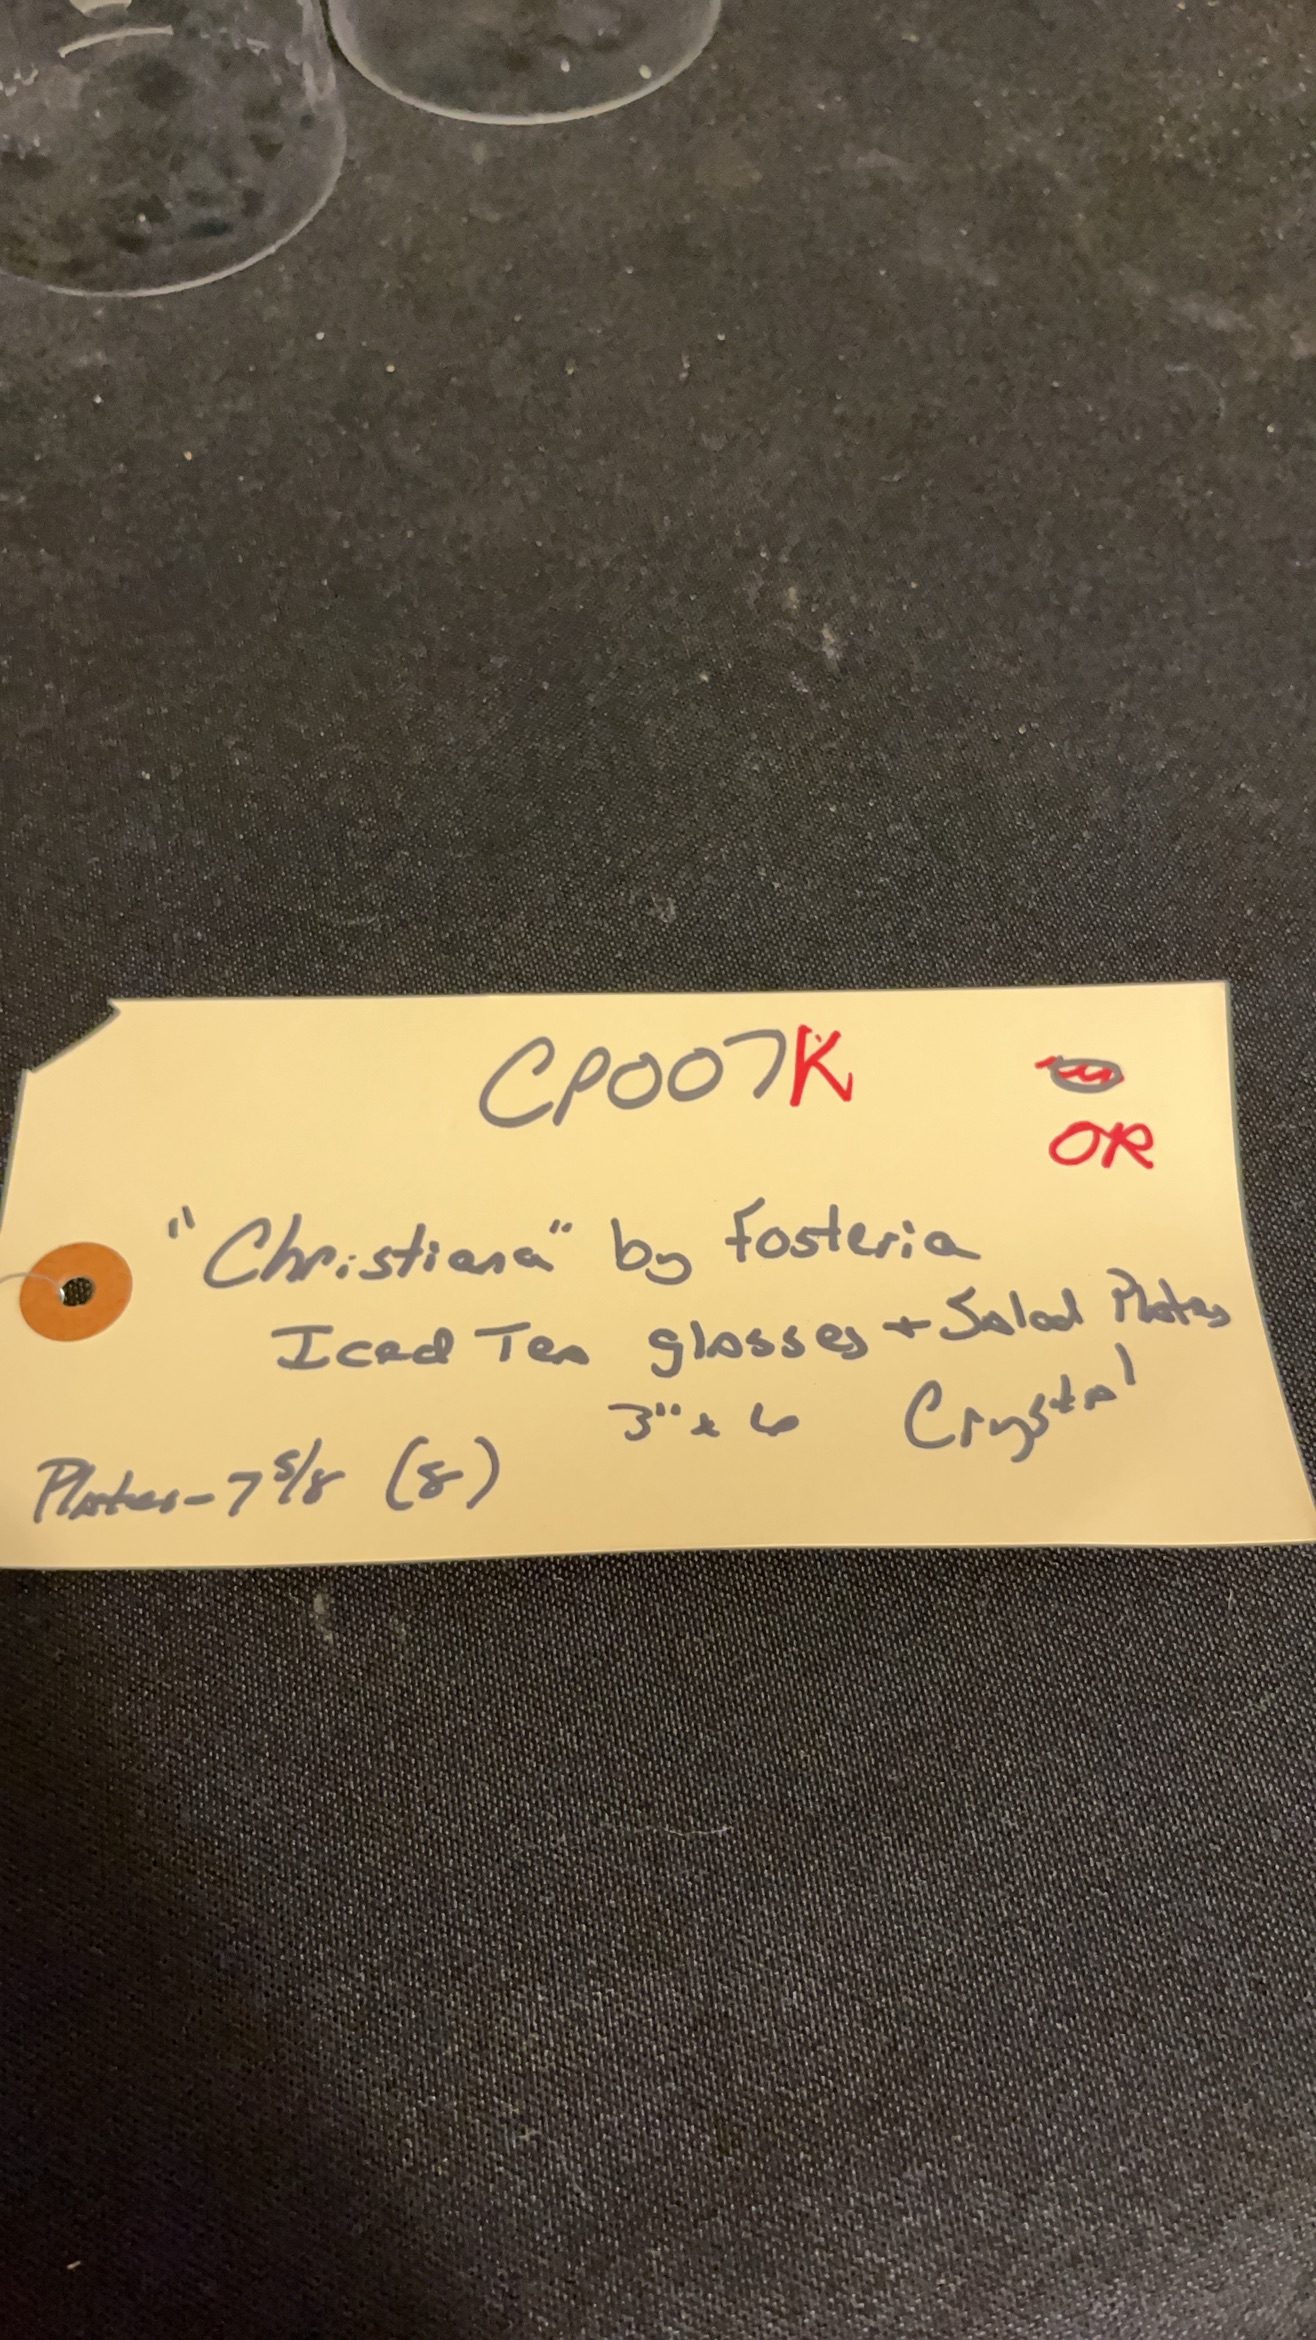 CP007K
OR
"Christiana" by Fosteria
Iced Tea glasses + Salad Plates
3" x 6 Crystal
Plates - 7 5/8 (8)